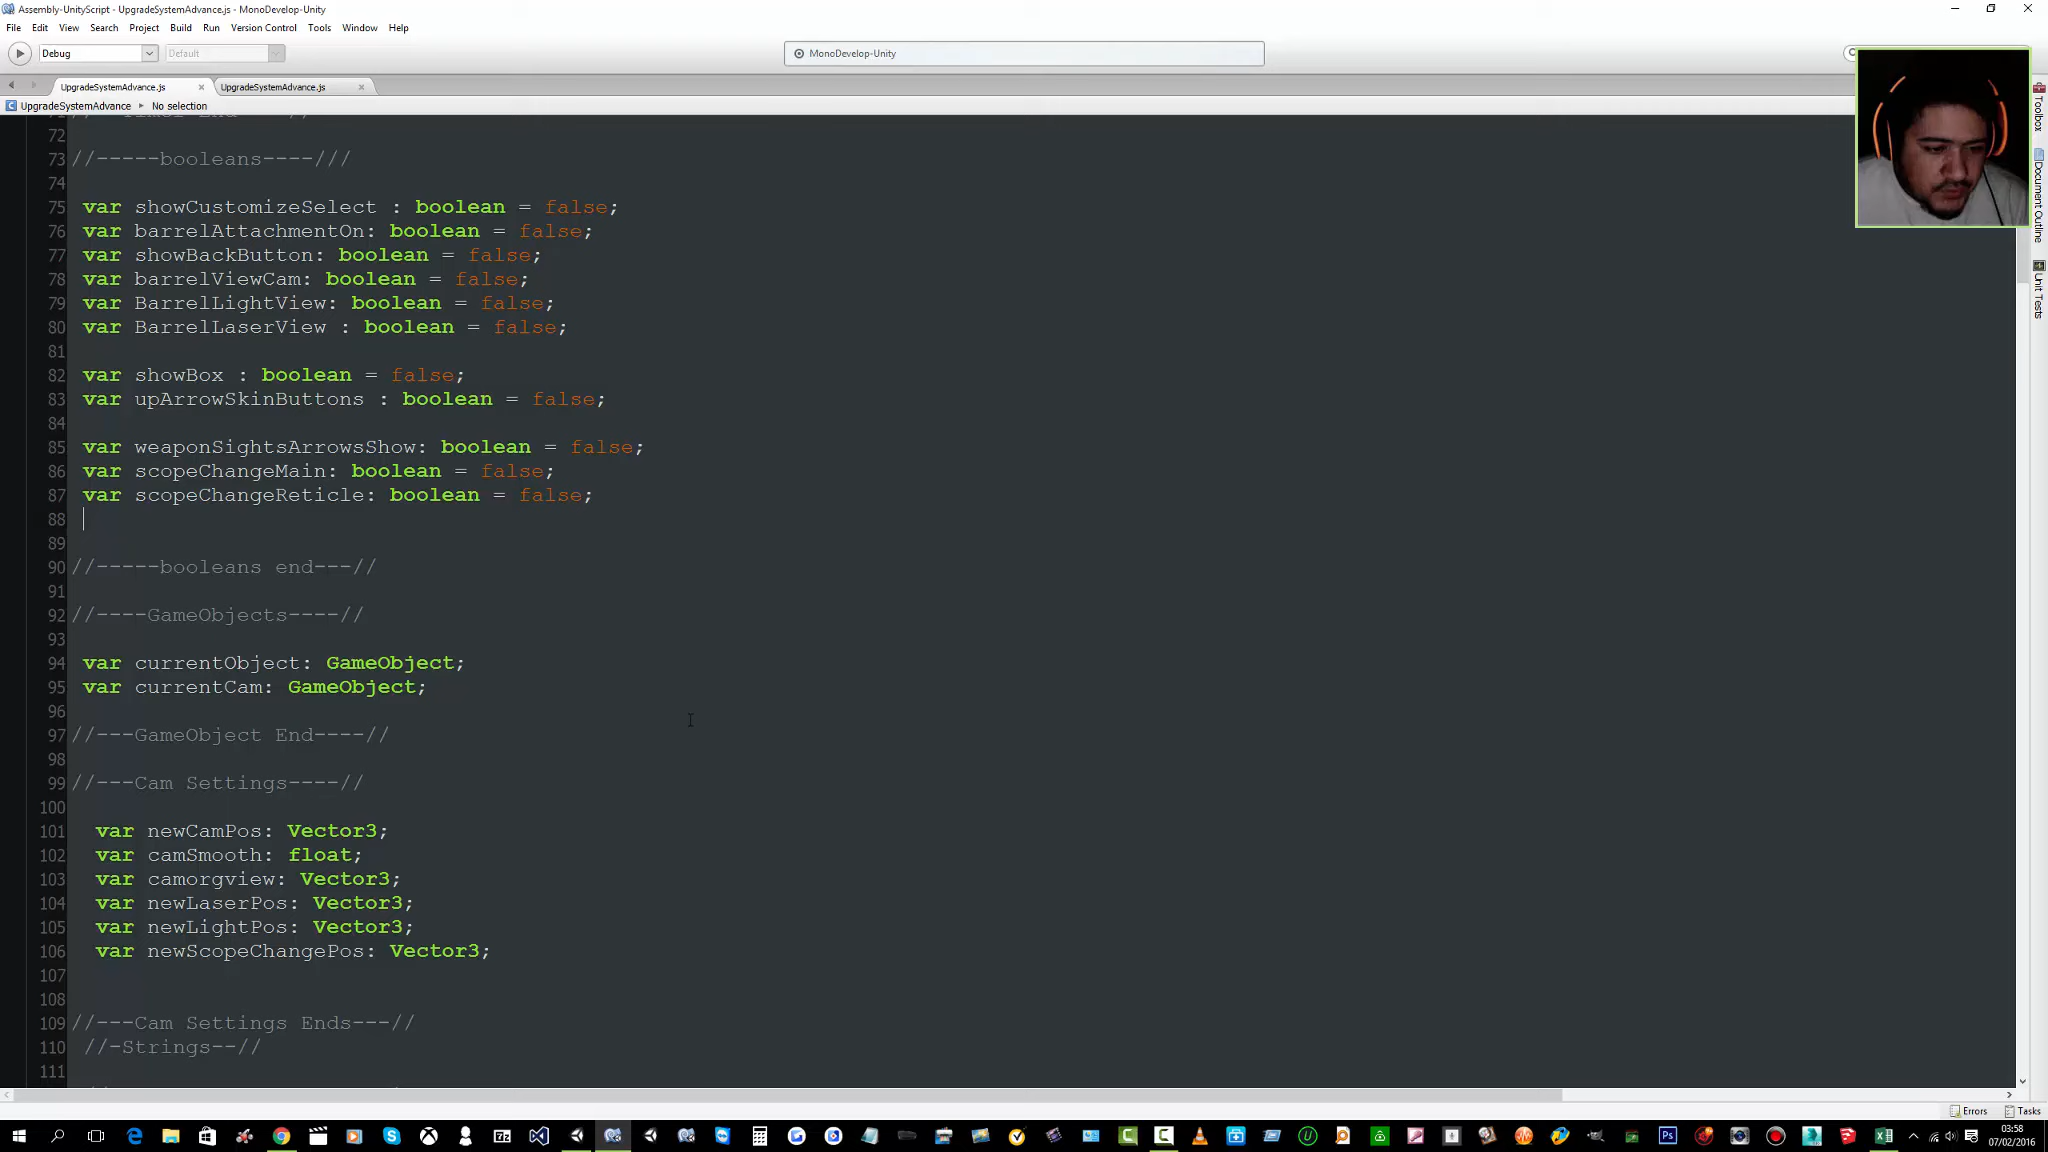 Assembly-UnityScript - UpgradeSystemAdvance.js - MonoDevelop-Unity
File Edit View Search Project Build Run Version Control Tools Window Help
Debug Default MonoDevelop-Unity
UpgradeSystemAdvance.js UpgradeSystemAdvance.js
UpgradeSystemAdvance No selection
72
73 //-----booleans----///
74
75 var showCustomizeSelect : boolean = false;
76 var barrelAttachmentOn: boolean = false;
77 var showBackButton: boolean = false;
78 var barrelViewCam: boolean = false;
79 var BarrelLightView: boolean = false;
80 var BarrelLaserView : boolean = false;
81
82 var showBox : boolean = false;
83 var upArrowSkinButtons : boolean = false;
84
85 var weaponSightsArrowsShow: boolean = false;
86 var scopeChangeMain: boolean = false;
87 var scopeChangeReticle: boolean = false;
88
89
90 //-----booleans end---//
91
92 //----GameObjects----//
93
94 var currentObject: GameObject;
95 var currentCam: GameObject;
96
97 //---GameObject End----//
98
99 //---Cam Settings----//
100
101 var newCamPos: Vector3;
102 var camSmooth: float;
103 var camorgview: Vector3;
104 var newLaserPos: Vector3;
105 var newLightPos: Vector3;
106 var newScopeChangePos: Vector3;
107
108
109 //---Cam Settings Ends---//
110 //-Strings--//
111
Toolbox
Document Outline
Unit Tests
Errors Tasks
03:58
07/02/2016